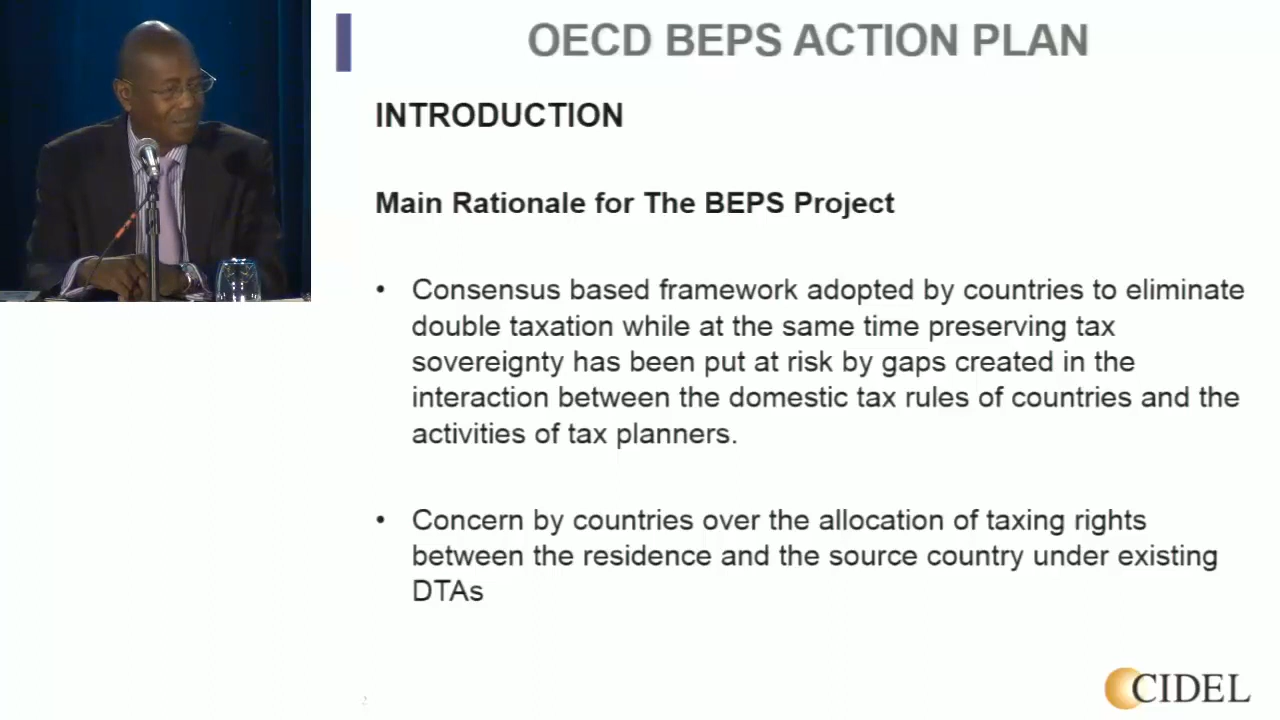 OECD BEPS ACTION PLAN
INTRODUCTION
Main Rationale for The BEPS Project
• Consensus based framework adopted by countries to eliminate
double taxation while at the same time preserving tax
sovereignty has been put at risk by gaps created in the
interaction between the domestic tax rules of countries and the
activities of tax planners.
• Concern by countries over the allocation of taxing rights
between the residence and the source country under existing
DTAs
2
CIDEL